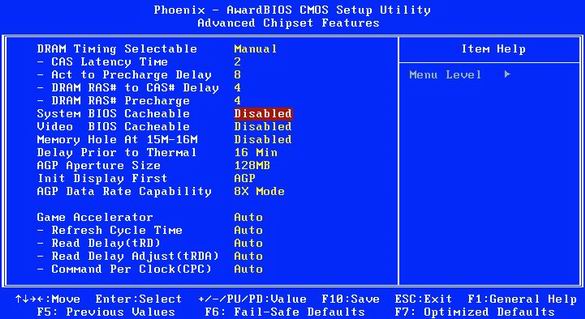 Phoenix - AwardBIOS CMOS Setup Utility
Advanced Chipset Features
DRAM Timing Selectable Manual
- CAS Latency Time 2
- Act to Precharge Delay 8
- DRAM RAS# to CAS# Delay 4
- DRAM RAS# Precharge 4
System BIOS Cacheable Disabled
Video BIOS Cacheable Disabled
Memory Hole At 15M-16M Disabled
Delay Prior to Thermal 16 Min
AGP Aperture Size 128MB
Init Display First AGP
AGP Data Rate Capability 8X Mode
Game Accelerator Auto
- Refresh Cycle Time Auto
- Read Delay(tRD) Auto
- Read Delay Adjust(tRDA) Auto
- Command Per Clock(CPC) Auto
Item Help
Menu Level ▸
↑↓→←:Move Enter:Select +/-/PU/PD:Value F10:Save ESC:Exit F1:General Help
F5: Previous Values F6: Fail-Safe Defaults F7: Optimized Defaults